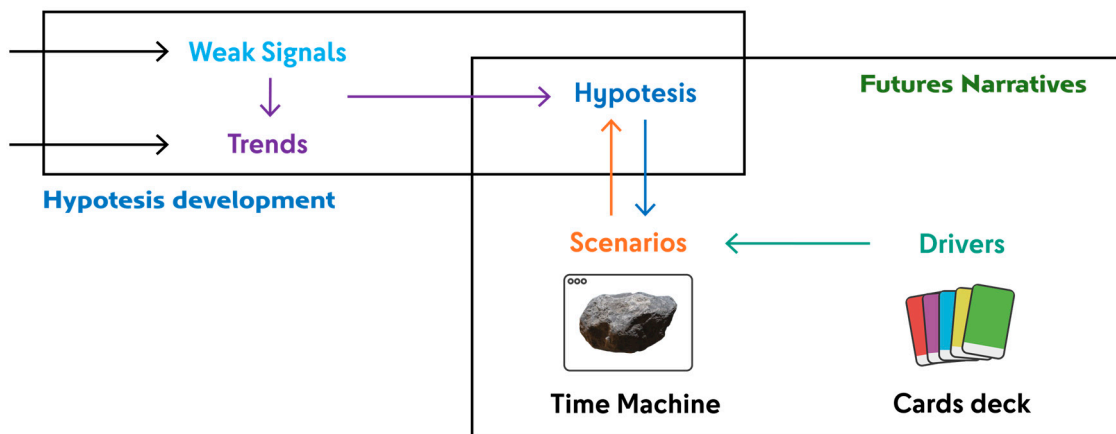 Weak Signals
Hypotesis
Futures Narratives
Trends
Hypotesis development
Scenarios
Drivers
Time Machine
Cards deck